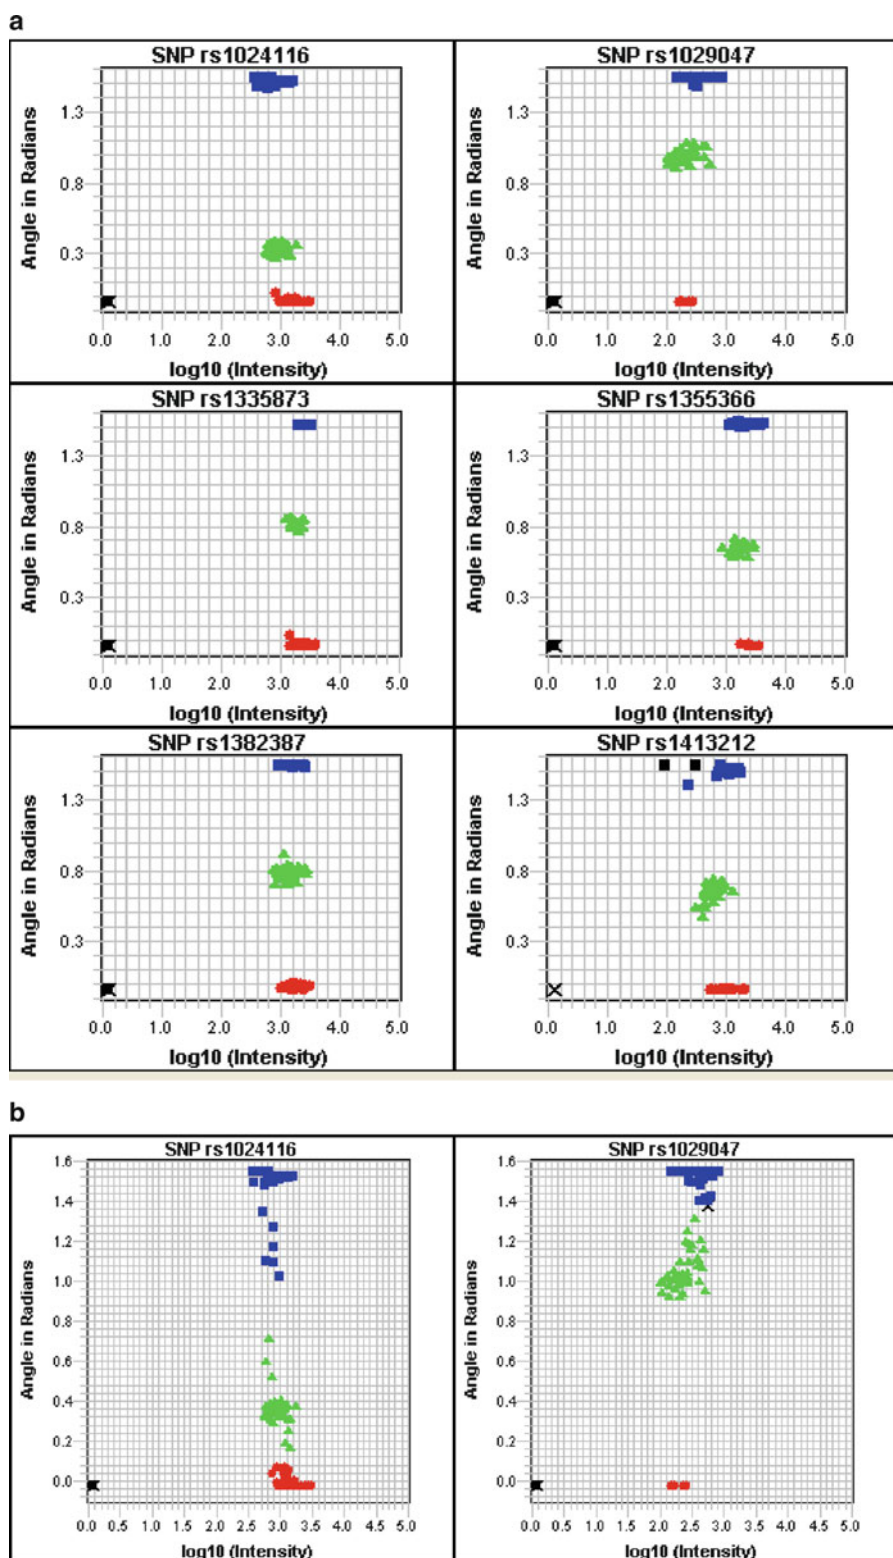 a
SNP rs1024116
SNP rs1029047
Angle in Radians
1.3
0.8
0.3
0.0 1.0 2.0 3.0 4.0 5.0
log10 (Intensity)
Angle in Radians
1.3
0.8
0.3
0.0 1.0 2.0 3.0 4.0 5.0
log10 (Intensity)
SNP rs1335873
SNP rs1355366
Angle in Radians
1.3
0.8
0.3
0.0 1.0 2.0 3.0 4.0 5.0
log10 (Intensity)
Angle in Radians
1.3
0.8
0.3
0.0 1.0 2.0 3.0 4.0 5.0
log10 (Intensity)
SNP rs1382387
SNP rs1413212
Angle in Radians
1.3
0.8
0.3
0.0 1.0 2.0 3.0 4.0 5.0
log10 (Intensity)
Angle in Radians
1.3
0.8
0.3
0.0 1.0 2.0 3.0 4.0 5.0
log10 (Intensity)
b
SNP rs1024116
SNP rs1029047
Angle in Radians
1.6
1.4
1.2
1.0
0.8
0.6
0.4
0.2
0.0
0.0 0.5 1.0 1.5 2.0 2.5 3.0 3.5 4.0 4.5 5.0
log10 (Intensity)
Angle in Radians
1.6
1.4
1.2
1.0
0.8
0.6
0.4
0.2
0.0
0.0 0.5 1.0 1.5 2.0 2.5 3.0 3.5 4.0 4.5 5.0
log10 (Intensity)